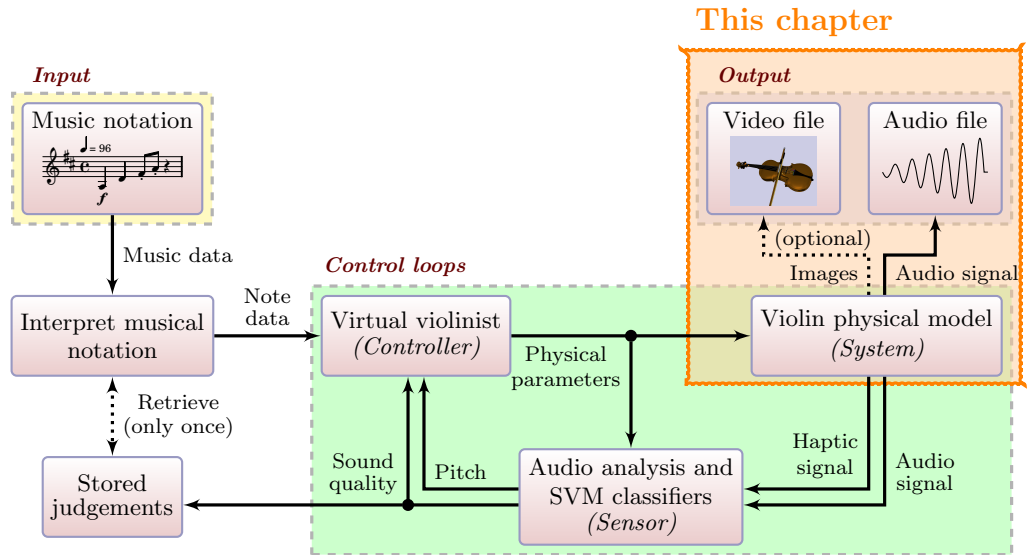 This chapter
Input
Output
Music notation
= 96
f
Video file
Audio file
Music data
(optional)
Images
Audio signal
Control loops
Interpret musical
notation
Note
data
Virtual violinist
(Controller)
Physical
parameters
Violin physical model
(System)
Retrieve
(only once)
Stored
judgements
Sound
quality
Pitch
Audio analysis and
SVM classifiers
(Sensor)
Haptic
signal
Audio
signal